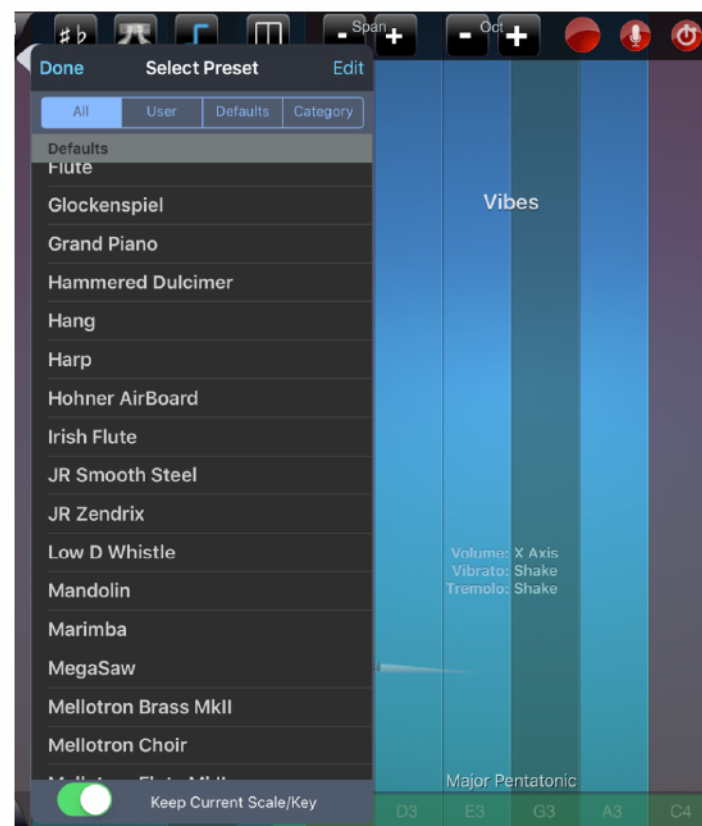 #♭
- Span +
- Oct +
Done Select Preset Edit
All User Defaults Category
Defaults
Flute
Glockenspiel
Grand Piano
Hammered Dulcimer
Hang
Harp
Hohner AirBoard
Irish Flute
JR Smooth Steel
JR Zendrix
Low D Whistle
Mandolin
Marimba
MegaSaw
Mellotron Brass MkII
Mellotron Choir
Keep Current Scale/Key
Vibes
Volume: X Axis
Vibrato: Shake
Tremolo: Shake
Major Pentatonic
D3 E3 G3 A3 C4